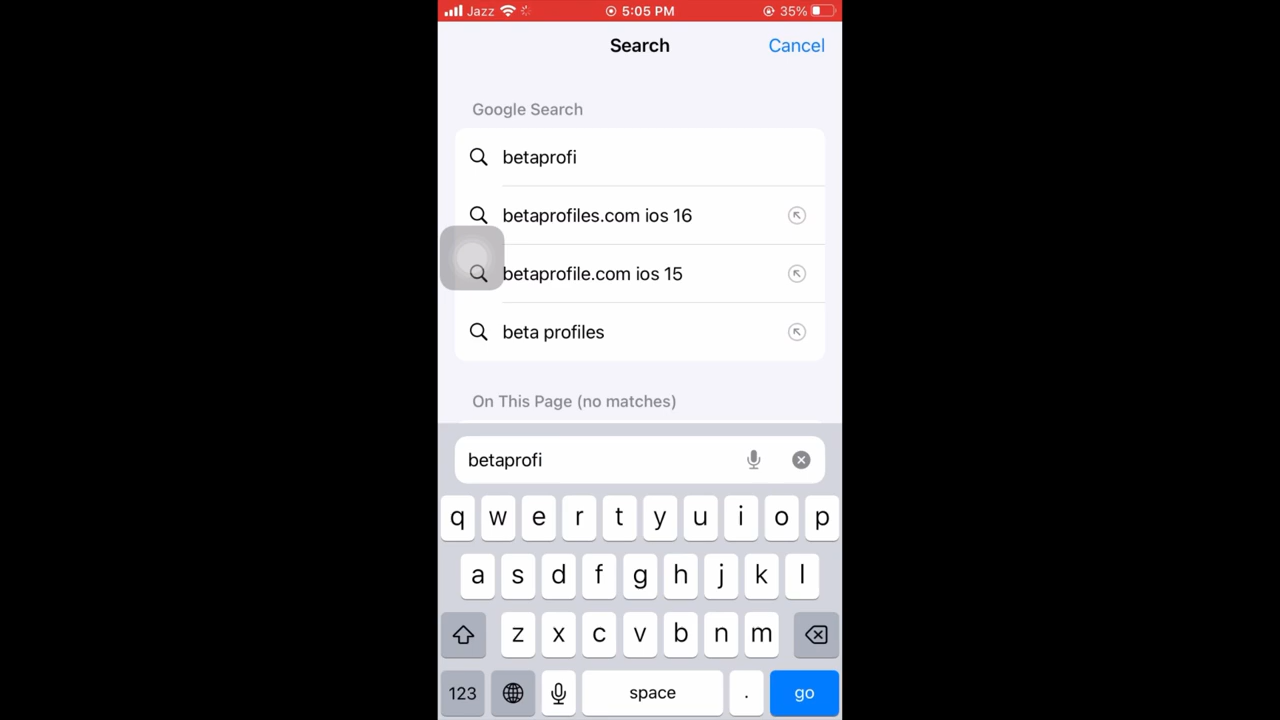 Jazz 5:05 PM 35%
Search Cancel
Google Search
betaprofi
betaprofiles.com ios 16
betaprofile.com ios 15
beta profiles
On This Page (no matches)
betaprofi
q w e r t y u i o p
a s d f g h j k l
z x c v b n m
123 space . go